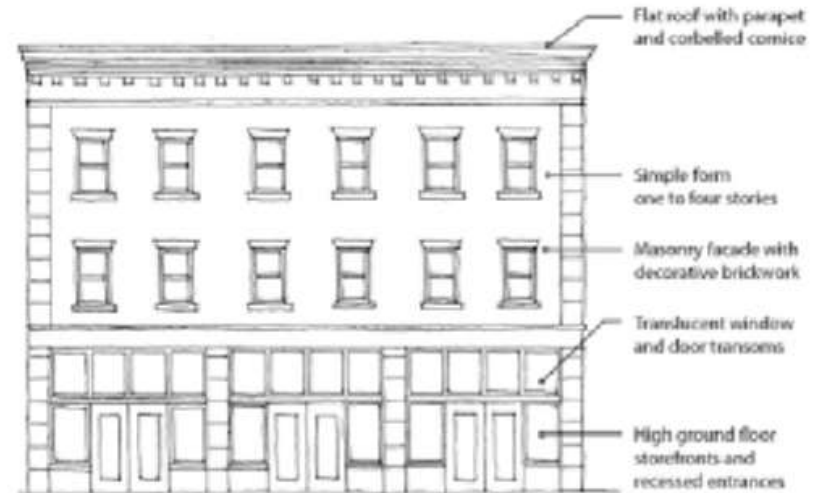 Flat roof with parapet
and corbelled cornice
Simple form
one to four stories
Masonry facade with
decorative brickwork
Translucent window
and door transoms
High ground floor
storefronts and
recessed entrances